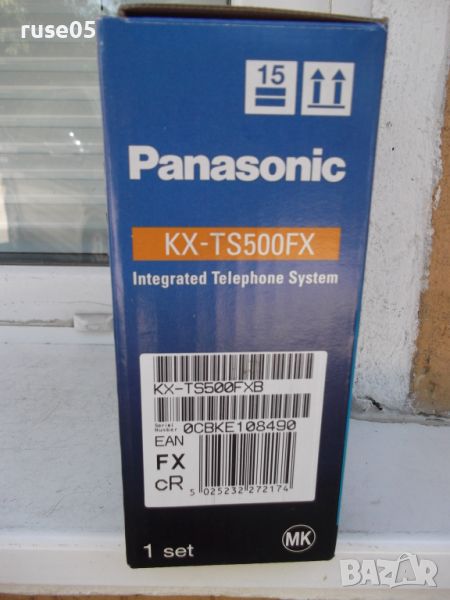 ruse05
15
Panasonic
KX-TS500FX
Integrated Telephone System
KX-TS500FXB
Serial Number 0CBKE108490
EAN
FX
cR
5 025232 272174
1 set
MK
BAZAR